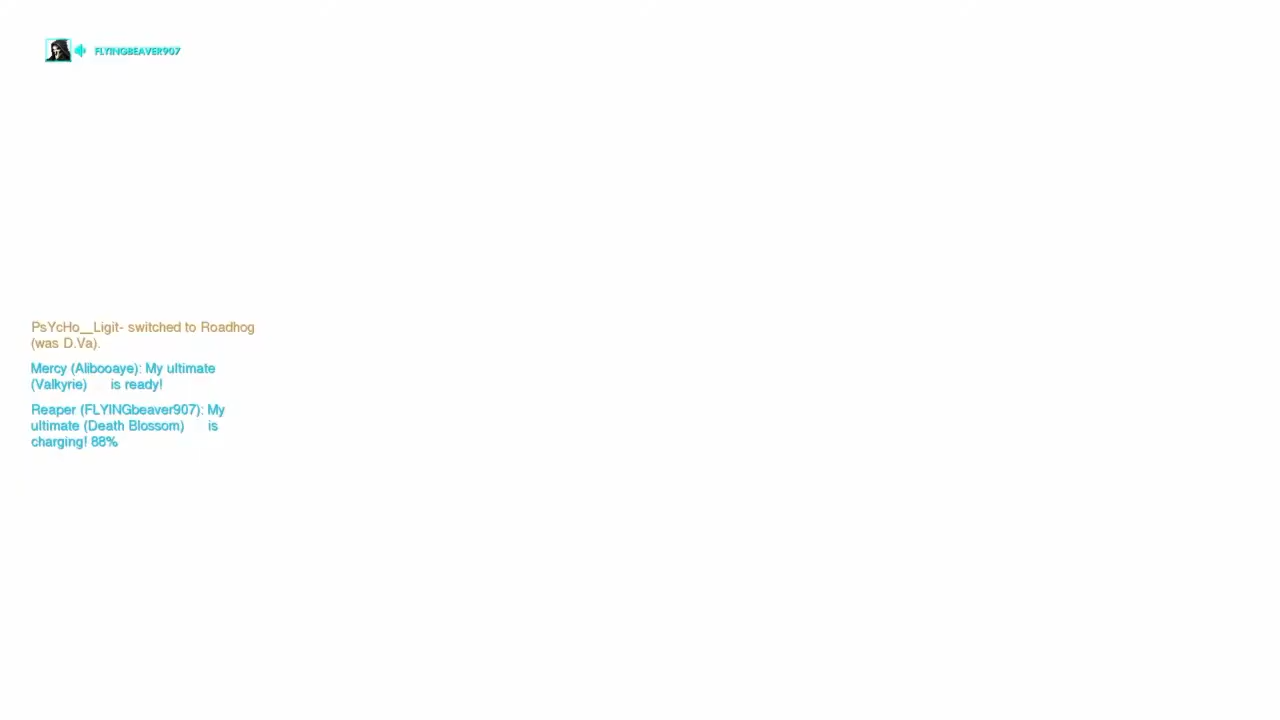 FLYINGBEAVER907
PsYcHo__Ligit- switched to Roadhog
(was D.Va).
Mercy (Alibooaye): My ultimate
(Valkyrie) is ready!
Reaper (FLYINGbeaver907): My
ultimate (Death Blossom) is
charging! 88%